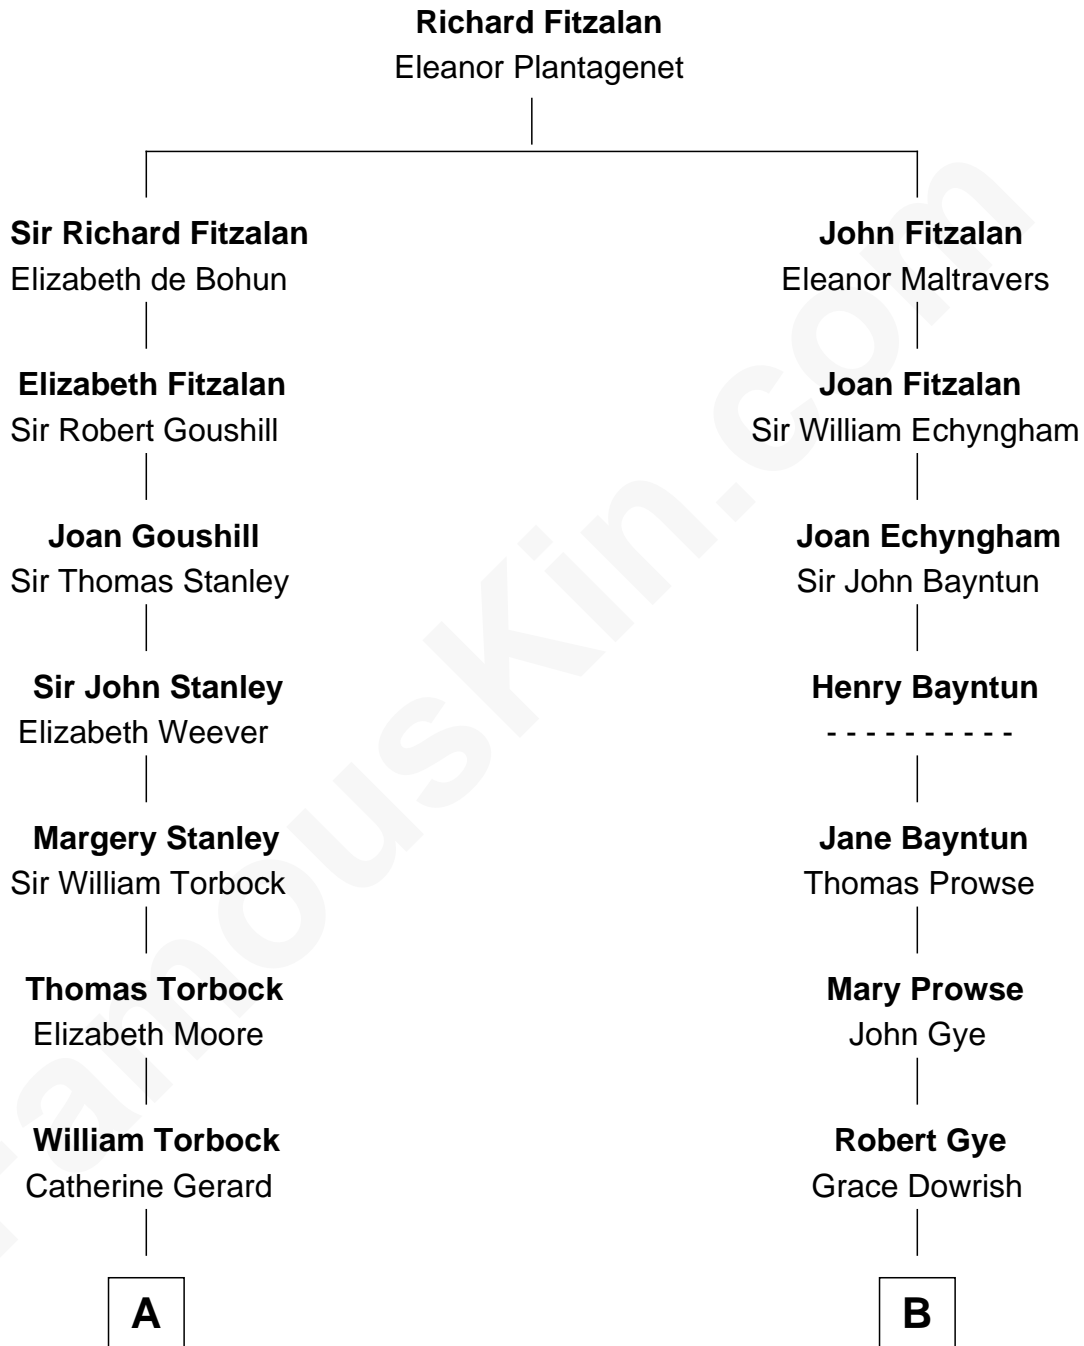 Richard Fitzalan
Eleanor Plantagenet
Sir Richard Fitzalan
Elizabeth de Bohun
John Fitzalan
Eleanor Maltravers
Elizabeth Fitzalan
Sir Robert Goushill
Joan Fitzalan
Sir William Echyngham
Joan Goushill
Sir Thomas Stanley
Joan Echyngham
Sir John Bayntun
Sir John Stanley
Elizabeth Weever
Henry Bayntun
- - - - - - - - - -
Margery Stanley
Sir William Torbock
Jane Bayntun
Thomas Prowse
Thomas Torbock
Elizabeth Moore
Mary Prowse
John Gye
William Torbock
Catherine Gerard
Robert Gye
Grace Dowrish
A
B
FamousKin.com